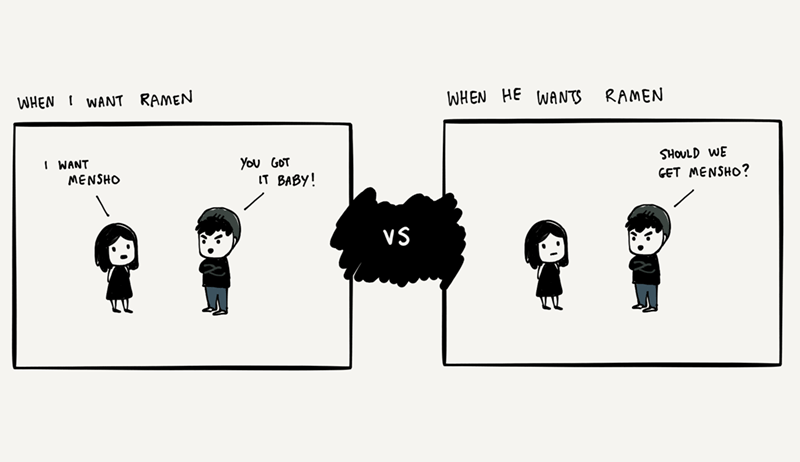 WHEN I WANT RAMEN
I WANT
MENSHO
YOU GOT
IT BABY!
VS
WHEN HE WANTS RAMEN
SHOULD WE
GET MENSHO?